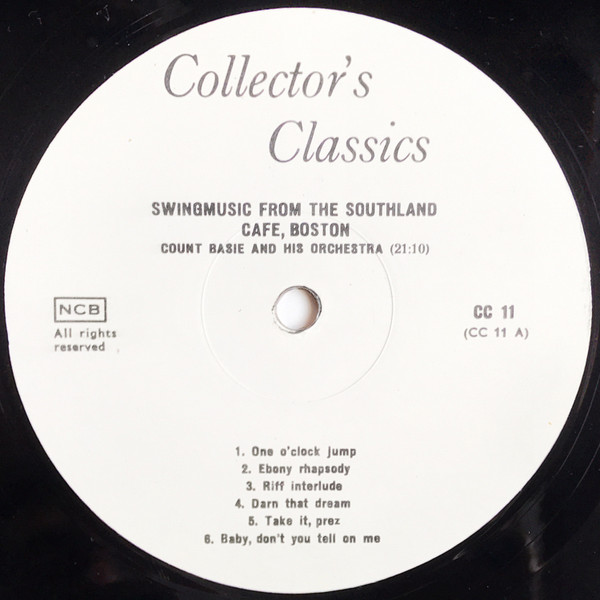 Collector's
Classics
SWINGMUSIC FROM THE SOUTHLAND
CAFE, BOSTON
COUNT BASIE AND HIS ORCHESTRA (21:10)
NCB
All rights
reserved
CC 11
(CC 11 A)
1. One o'clock jump
2. Ebony rhapsody
3. Riff interlude
4. Darn that dream
5. Take it, prez
6. Baby, don't you tell on me